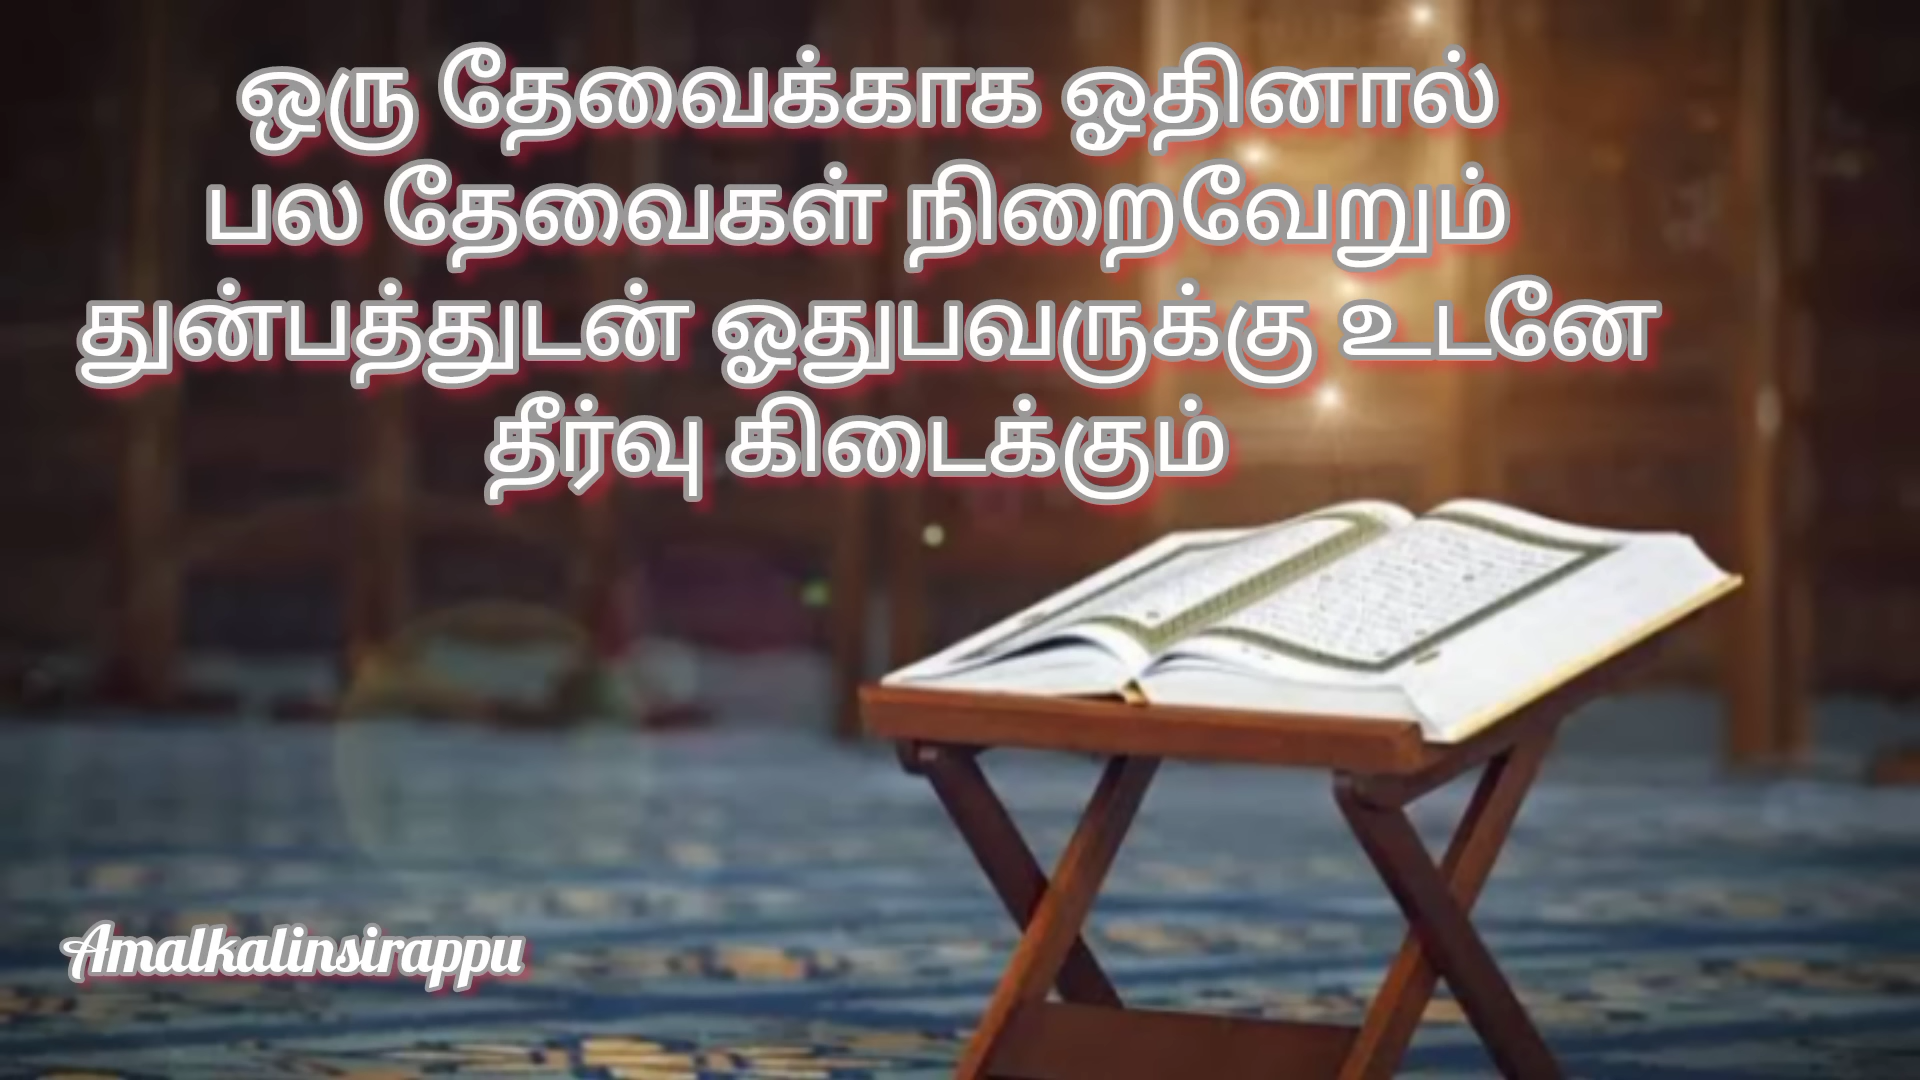 ஒரு தேவைக்காக ஓதினால்
பல தேவைகள் நிறைவேறும்
துன்பத்துடன் ஓதுபவருக்கு உடனே
தீர்வு கிடைக்கும்
Amalkalinsirappu